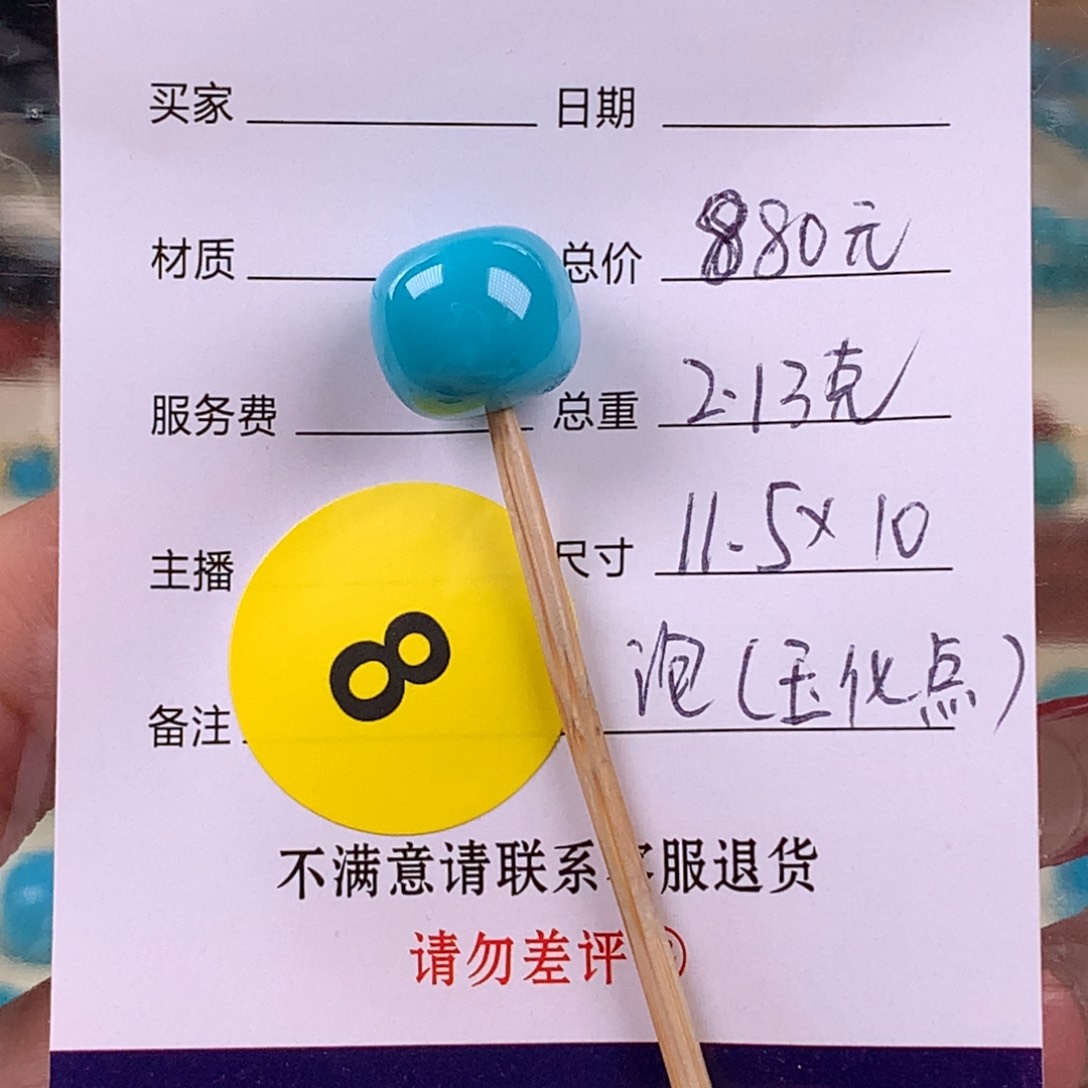 买家 日期
材质 总价 880元
服务费 总重 2.13克
主播 尺寸 11.5×10
8
备注 泡(玉化点)
不满意请联系客服退货
请勿差评